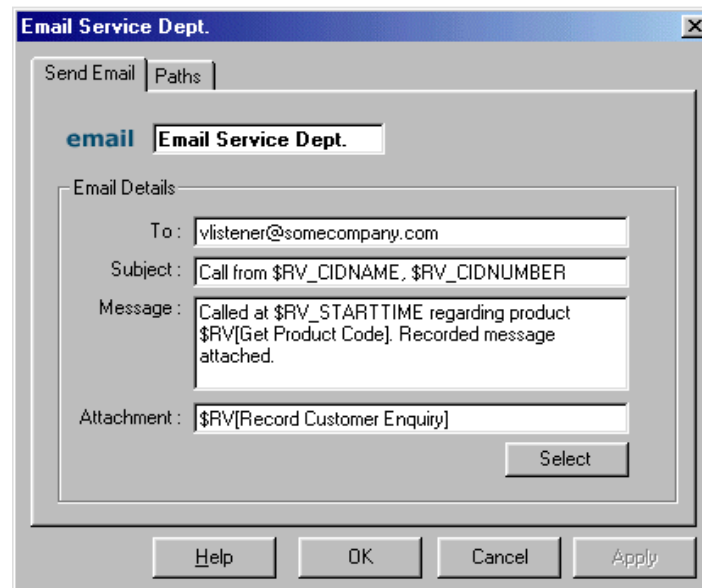 Email Service Dept.
Send Email
Paths
email
Email Service Dept.
Email Details
To :
vlistener@somecompany.com
Subject :
Call from $RV_CIDNAME, $RV_CIDNUMBER
Message :
Called at $RV_STARTTIME regarding product
$RV[Get Product Code]. Recorded message
attached.
Attachment :
$RV[Record Customer Enquiry]
Select
Help
OK
Cancel
Apply